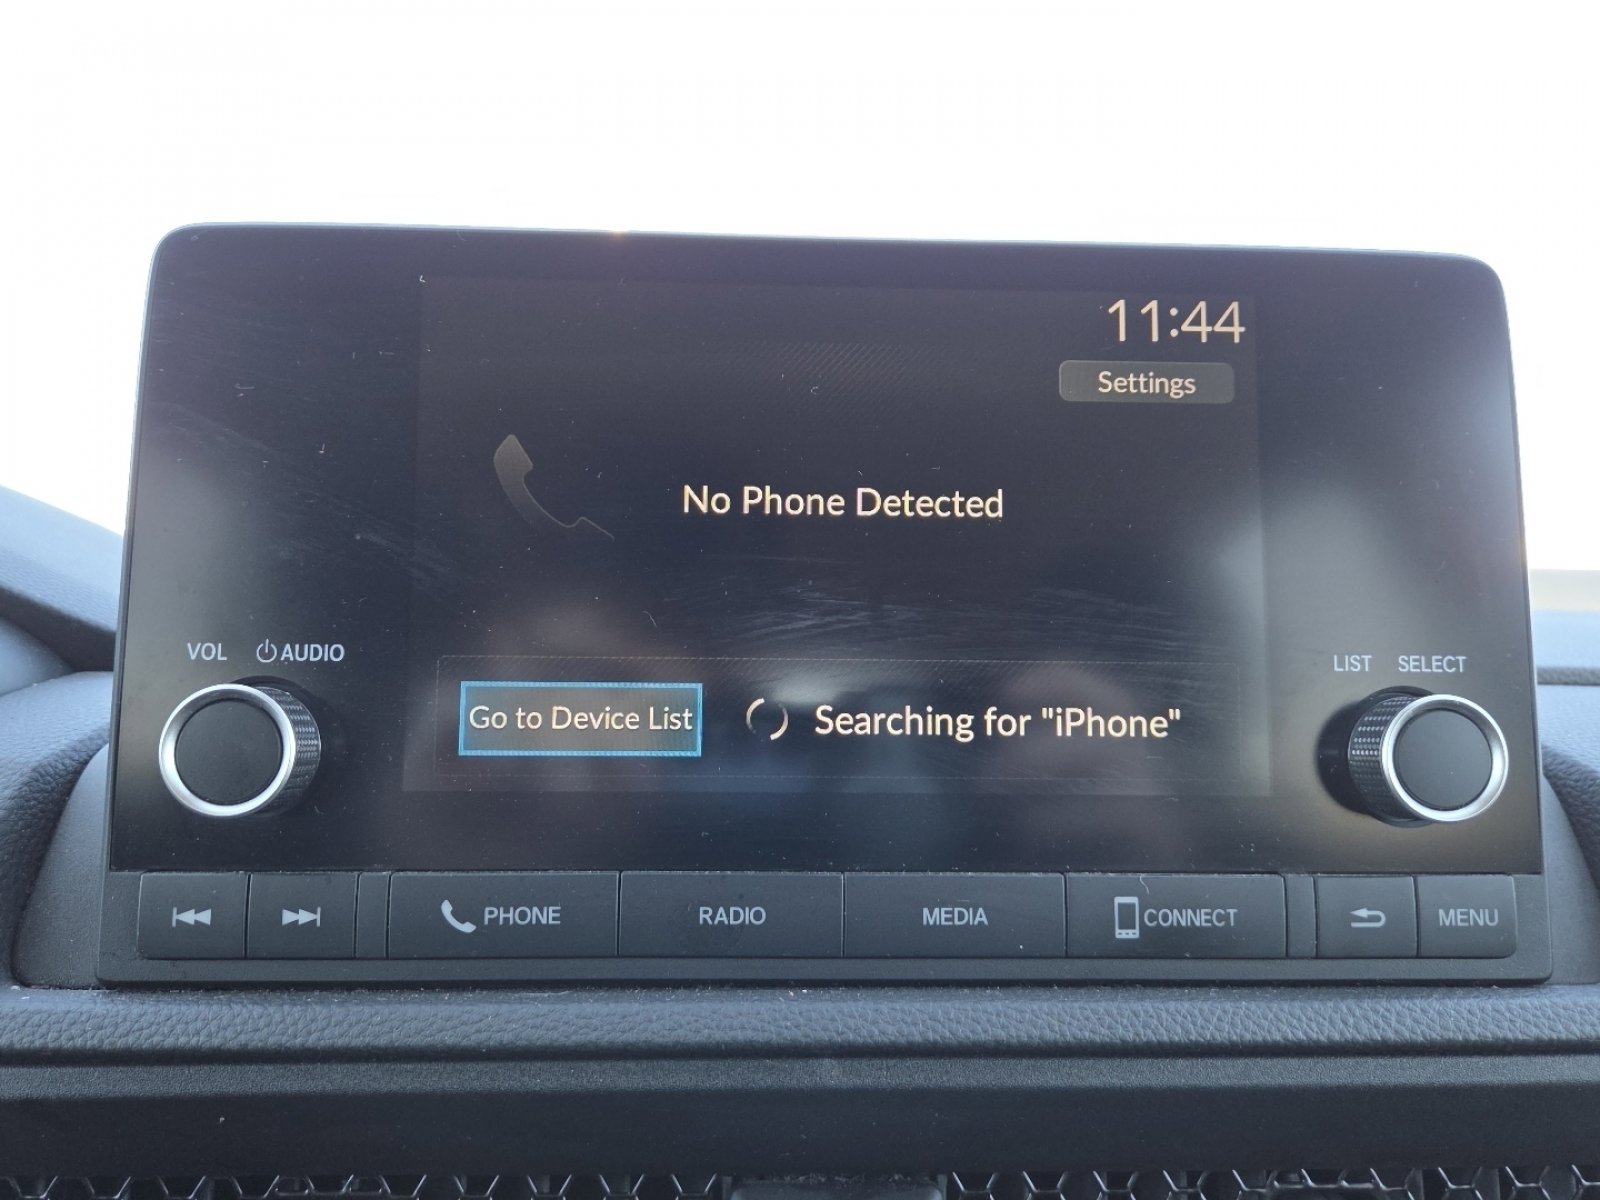 11:44
Settings
No Phone Detected
VOL AUDIO
LIST SELECT
Go to Device List
Searching for "iPhone"
PHONE RADIO MEDIA CONNECT MENU